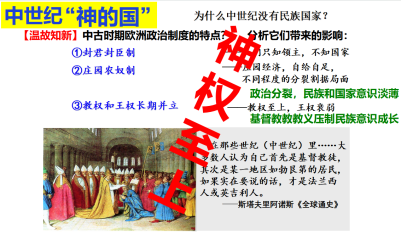 中世纪“神的国”
为什么中世纪没有民族国家？
【温故知新】中古时期欧洲政治制度的特点？
分析它们带来的影响：
①封君封臣制
只知领主，不知国家
②庄园农奴制
庄园经济，自给自足，
不同程度的分裂割据局面
政治分裂，民族和国家意识淡薄
③教权和王权长期并立
——教权至上，王权衰弱
基督教教义压制民族意识成长
神权至上
在那些世纪（中世纪）里……大
多数人认为自己首先是基督教徒，
其次是某一地区如勃艮第的居民，
如果实在要说的话，才是法兰西
人或英吉利人。
——斯塔夫里阿诺斯《全球通史》